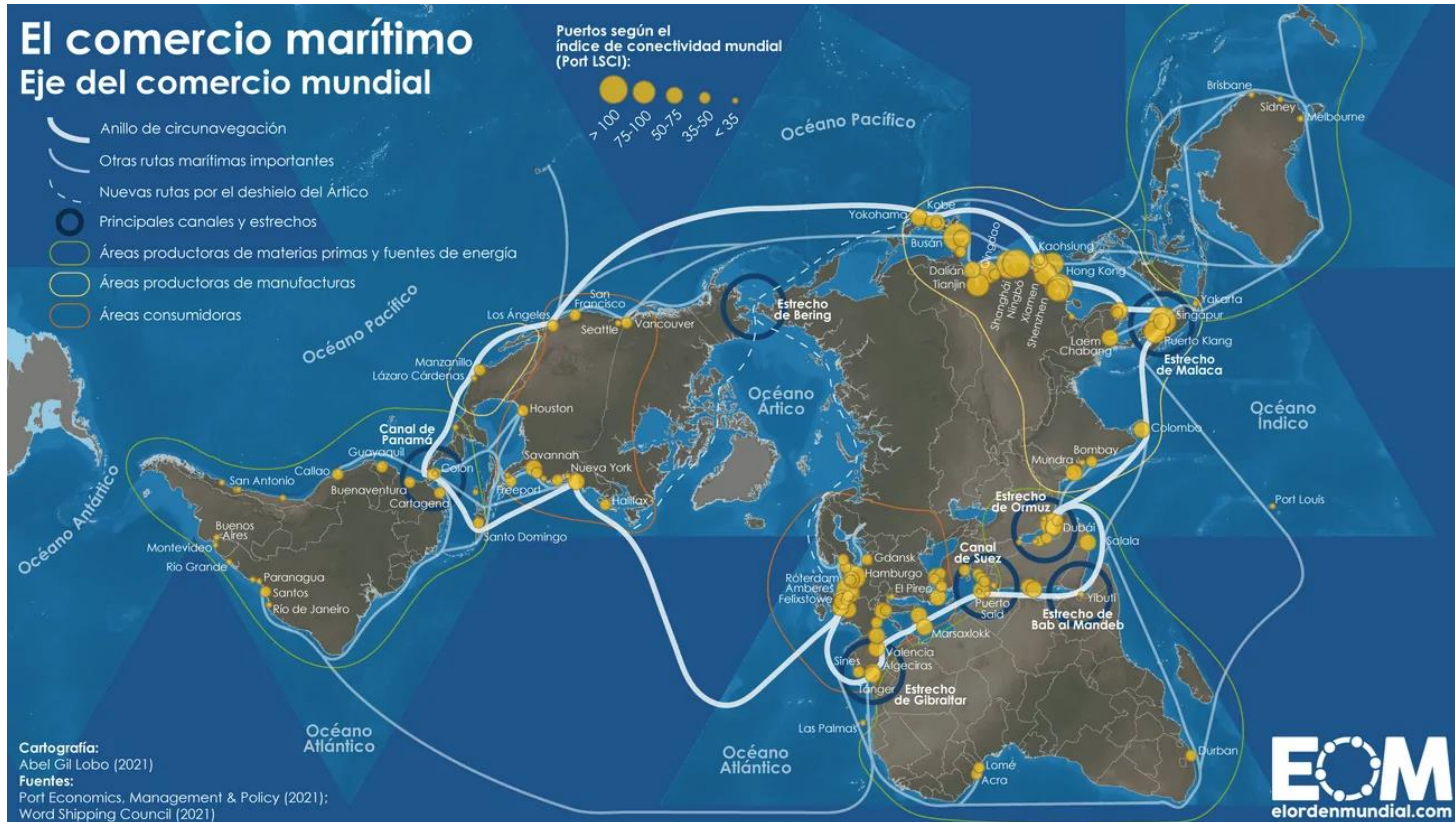 El comercio marítimo
Eje del comercio mundial
Anillo de circunavegación
Otras rutas marítimas importantes
Nuevas rutas por el deshielo del Ártico
Principales canales y estrechos
Áreas productoras de materias primas y fuentes de energía
Áreas productoras de manufacturas
Áreas consumidoras
Puertos según el
índice de conectividad mundial
(Port LSCI):
> 100
75-100
50-75
35-50
< 35
Océano Pacífico
Brisbane
Sídney
Melbourne
Kobe
Yokohama
Busán
Qingdao
Kaohsiung
Dalián
Tianjin
Hong Kong
Shanghái
Ningbó
Xiamen
Shenzhen
Yakarta
Singapur
Puerto Klang
Laem
Chabang
Estrecho
de Malaca
Estrecho
de Bering
San
Francisco
Los Ángeles
Seattle
Vancouver
Océano Pacífico
Manzanillo
Lázaro Cárdenas
Océano
Ártico
Océano
Índico
Houston
Canal de
Panamá
Colombo
Guayaquil
Colón
Savannah
Nueva York
Bombay
Mundra
Callao
San Antonio
Buenaventura
Cartagena
Freeport
Halifax
Estrecho
de Ormuz
Port Louis
Océano Antártico
Buenos
Aires
Montevideo
Río Grande
Santo Domingo
Dubái
Salala
Canal
de Suez
Gdansk
Hamburgo
Róterdam
Amberes
Felixstowe
El Pireo
Paranagua
Santos
Río de Janeiro
Puerto
Saíd
Yibuti
Estrecho de
Bab al Mandeb
Marsaxlokk
Valencia
Sines
Algeciras
Tánger
Estrecho
de Gibraltar
Las Palmas
Océano
Atlántico
Océano
Atlántico
Durban
Lomé
Acra
Cartografía:
Abel Gil Lobo (2021)
Fuentes:
Port Economics, Management & Policy (2021);
Word Shipping Council (2021)
EOM
elordenmundial.com